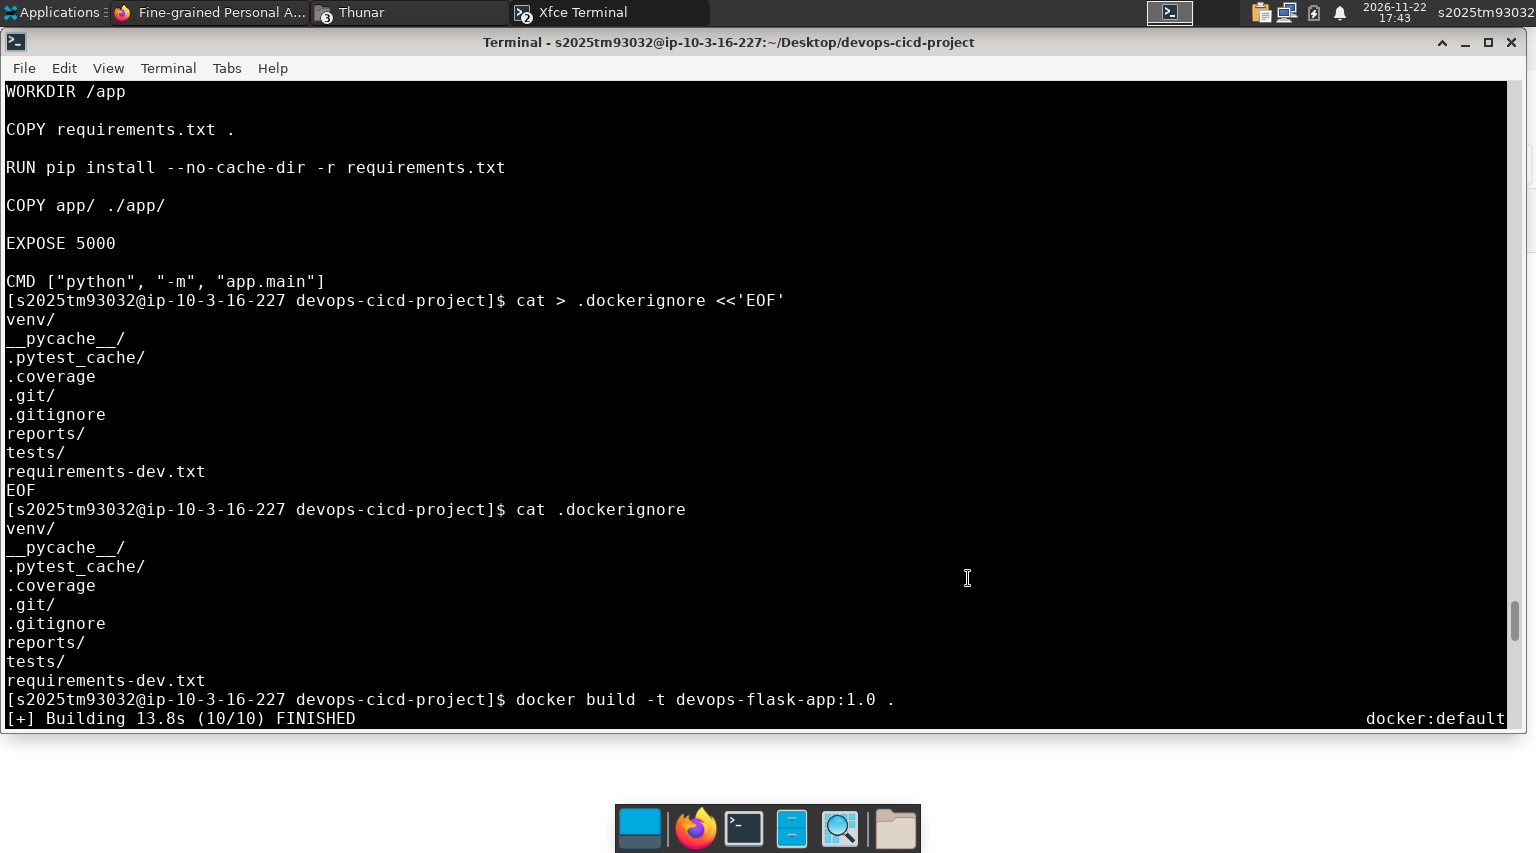 Applications
Fine-grained Personal A...
3 Thunar
2 Xfce Terminal
2026-11-22
17:43
s2025tm93032
Terminal - s2025tm93032@ip-10-3-16-227:~/Desktop/devops-cicd-project
File Edit View Terminal Tabs Help
WORKDIR /app
COPY requirements.txt .
RUN pip install --no-cache-dir -r requirements.txt
COPY app/ ./app/
EXPOSE 5000
CMD ["python", "-m", "app.main"]
[s2025tm93032@ip-10-3-16-227 devops-cicd-project]$ cat > .dockerignore <<'EOF'
venv/
__pycache__/
.pytest_cache/
.coverage
.git/
.gitignore
reports/
tests/
requirements-dev.txt
EOF
[s2025tm93032@ip-10-3-16-227 devops-cicd-project]$ cat .dockerignore
venv/
__pycache__/
.pytest_cache/
.coverage
.git/
.gitignore
reports/
tests/
requirements-dev.txt
[s2025tm93032@ip-10-3-16-227 devops-cicd-project]$ docker build -t devops-flask-app:1.0 .
[+] Building 13.8s (10/10) FINISHED docker:default